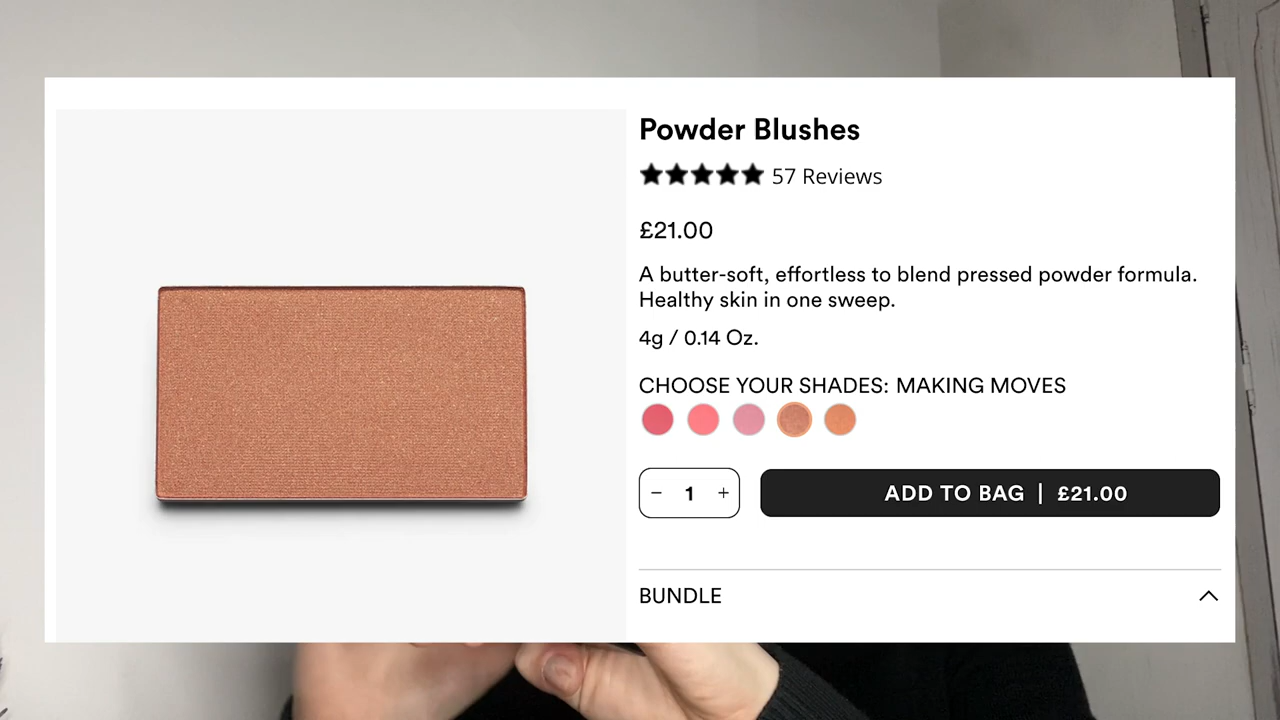 Powder Blushes
57 Reviews
£21.00
A butter-soft, effortless to blend pressed powder formula.
Healthy skin in one sweep.
4g / 0.14 Oz.
CHOOSE YOUR SHADES: MAKING MOVES
− 1 +
ADD TO BAG | £21.00
BUNDLE